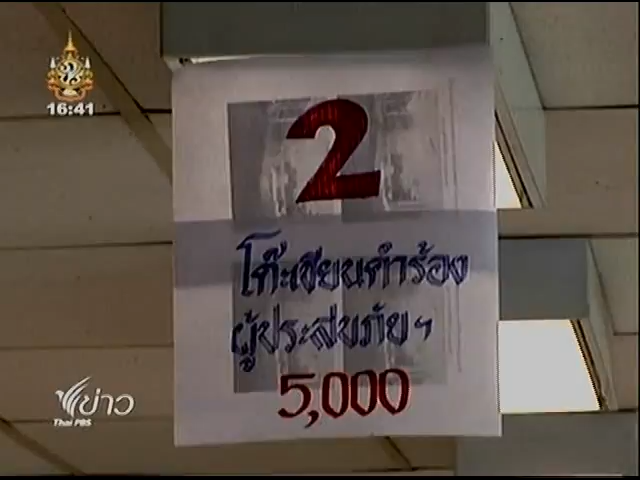 16:41
2
โต๊ะเขียนคำร้อง
ผู้ประสบภัยฯ
5,000
ข่าว
Thai PBS